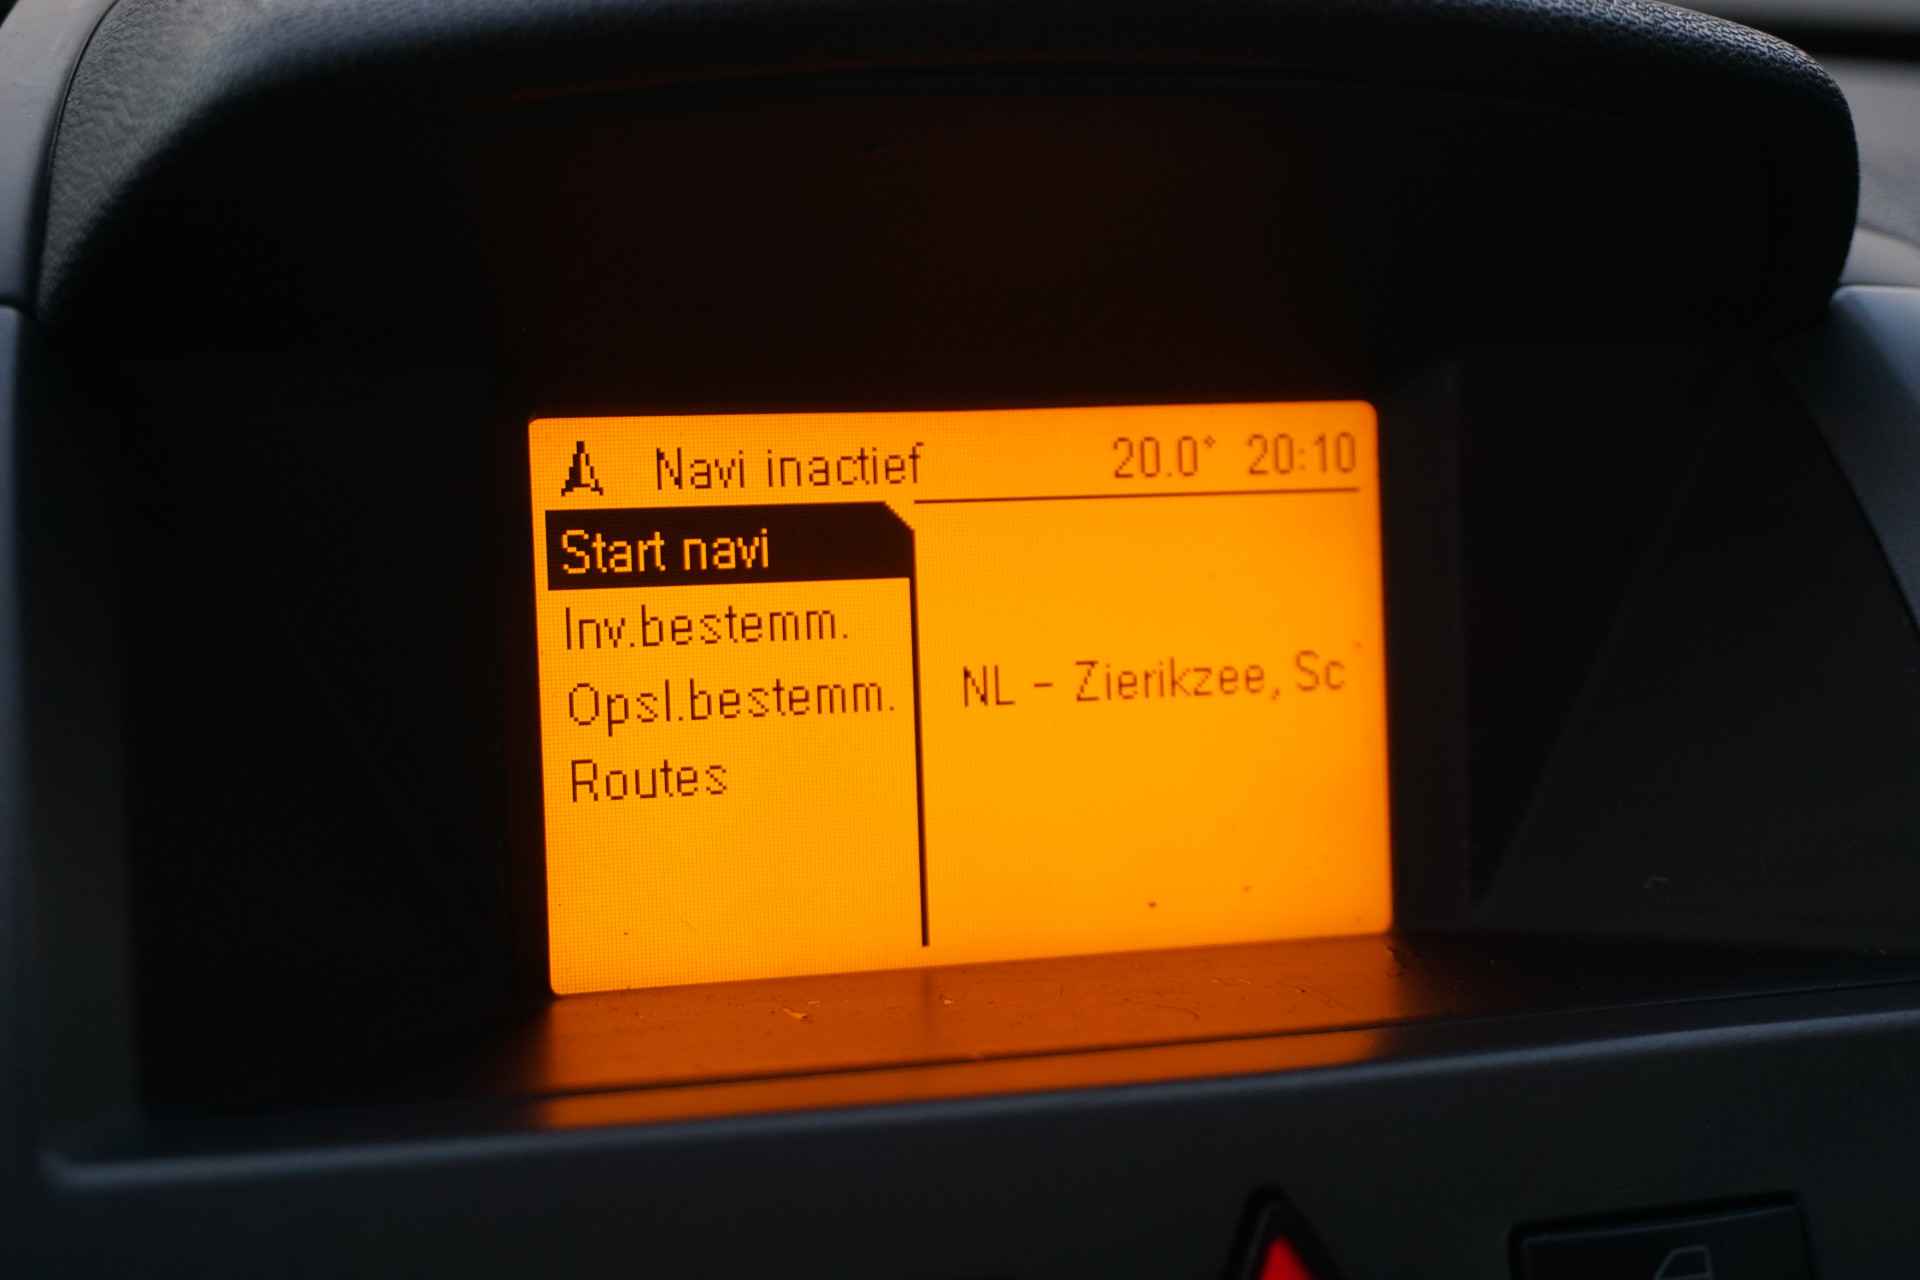 Navi inactief 20.0° 20:10
Start navi
Inv.bestemm.
Opsl.bestemm.
Routes
NL - Zierikzee, Sc